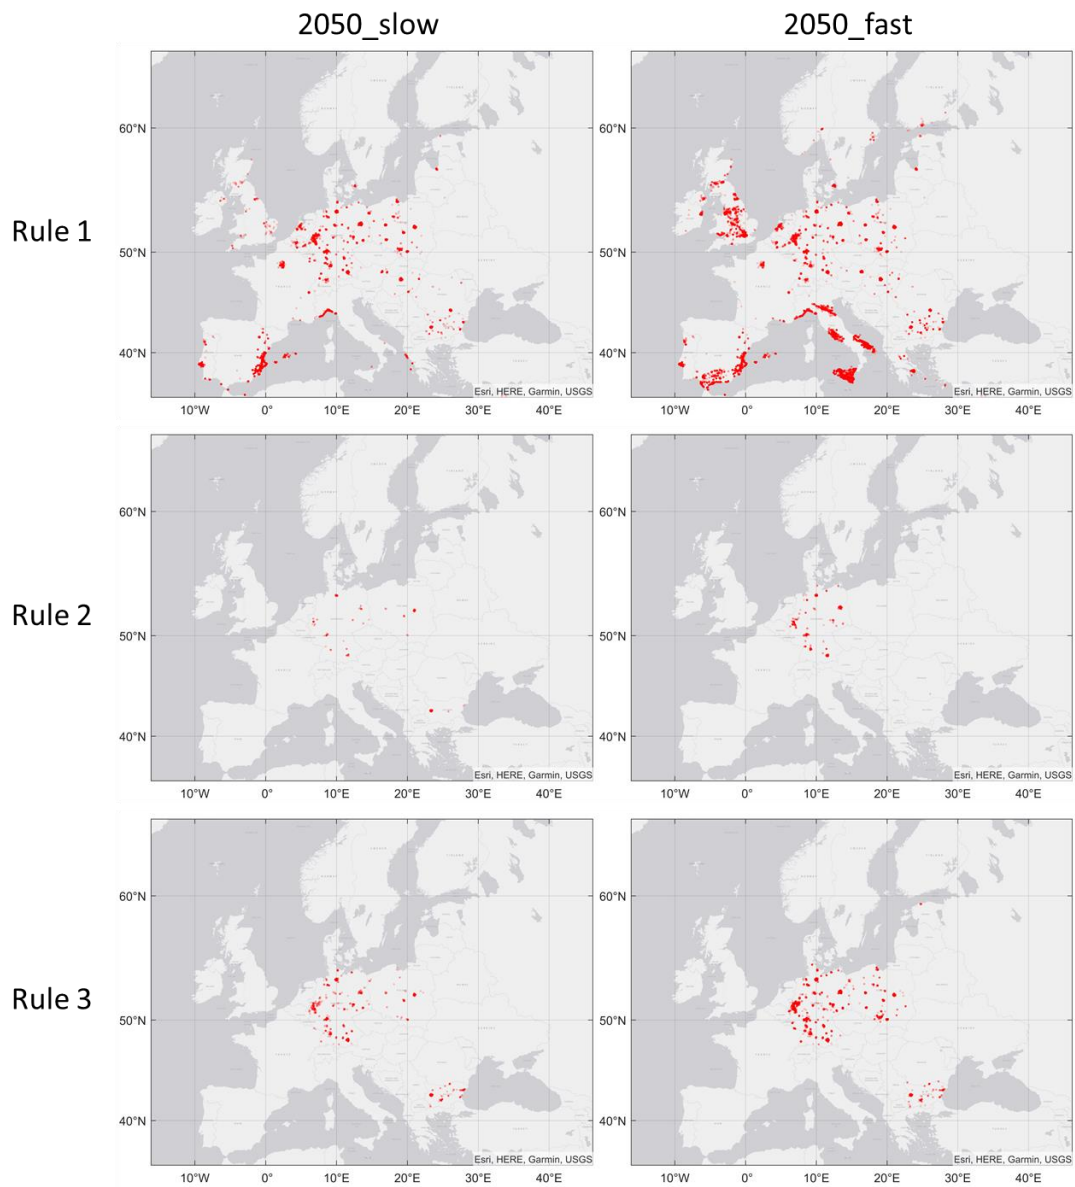 2050_slow 2050_fast
Rule 1
60°N 60°N
50°N 50°N
40°N 40°N
Esri, HERE, Garmin, USGS Esri, HERE, Garmin, USGS
10°W 0° 10°E 20°E 30°E 40°E 10°W 0° 10°E 20°E 30°E 40°E
Rule 2
60°N 60°N
50°N 50°N
40°N 40°N
Esri, HERE, Garmin, USGS Esri, HERE, Garmin, USGS
10°W 0° 10°E 20°E 30°E 40°E 10°W 0° 10°E 20°E 30°E 40°E
Rule 3
60°N 60°N
50°N 50°N
40°N 40°N
Esri, HERE, Garmin, USGS Esri, HERE, Garmin, USGS
10°W 0° 10°E 20°E 30°E 40°E 10°W 0° 10°E 20°E 30°E 40°E